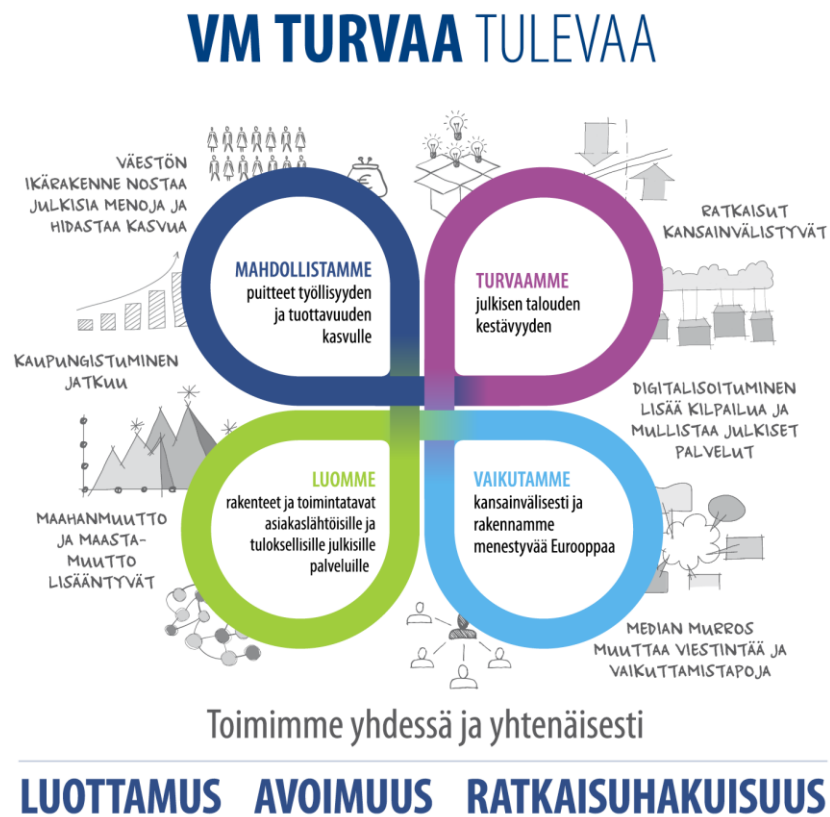 VM TURVAA TULEVAA
VÄESTÖN
IKÄRAKENNE NOSTAA
JULKISIA MENOJA JA
HIDASTAA KASVUA
€
RATKAISUT
KANSAINVÄLISTYVÄT
MAHDOLLISTAMME
puitteet työllisyyden
ja tuottavuuden
kasvulle
TURVAAMME
julkisen talouden
kestävyyden
KAUPUNGISTUMINEN
JATKUU
DIGITALISOITUMINEN
LISÄÄ KILPAILUA JA
MULLISTAA JULKISET
PALVELUT
LUOMME
rakenteet ja toimintatavat
asiakaslähtöisille ja
tuloksellisille julkisille
palveluille
VAIKUTAMME
kansainvälisesti ja
rakennamme
menestyvää Eurooppaa
MAAHANMUUTTO
JA MAASTA-
MUUTTO
LISÄÄNTYVÄT
MEDIAN MURROS
MUUTTAA VIESTINTÄÄ JA
VAIKUTTAMISTAPOJA
Toimimme yhdessä ja yhtenäisesti
LUOTTAMUS AVOIMUUS RATKAISUHAKUISUUS